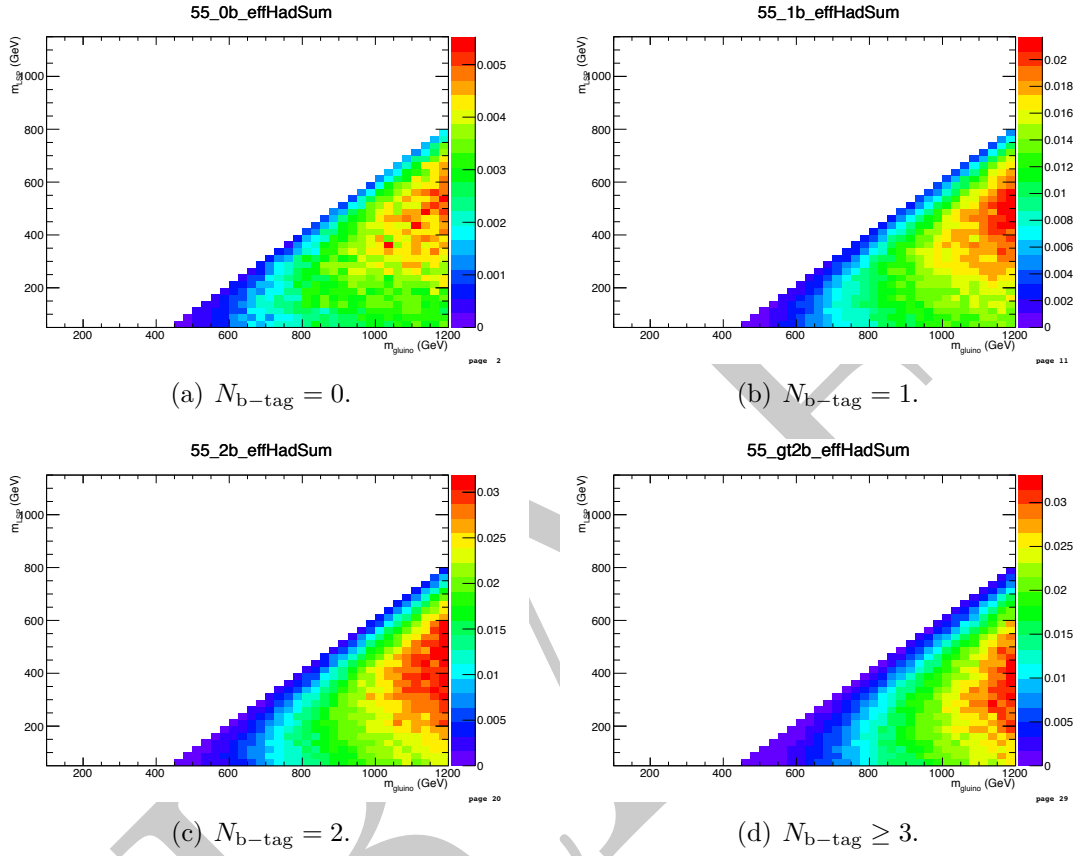 55_0b_effHadSum
m_LSP (GeV)
1000
800
600
400
200
200 400 600 800 1000 1200
m_gluino (GeV)
0.005
0.004
0.003
0.002
0.001
0
page 2
(a) N_b−tag = 0.
55_1b_effHadSum
m_LSP (GeV)
1000
800
600
400
200
200 400 600 800 1000 1200
m_gluino (GeV)
0.02
0.018
0.016
0.014
0.012
0.01
0.008
0.006
0.004
0.002
0
page 11
(b) N_b−tag = 1.
55_2b_effHadSum
m_LSP (GeV)
1000
800
600
400
200
200 400 600 800 1000 1200
m_gluino (GeV)
0.03
0.025
0.02
0.015
0.01
0.005
0
page 20
(c) N_b−tag = 2.
55_gt2b_effHadSum
m_LSP (GeV)
1000
800
600
400
200
200 400 600 800 1000 1200
m_gluino (GeV)
0.03
0.025
0.02
0.015
0.01
0.005
0
page 29
(d) N_b−tag ≥ 3.